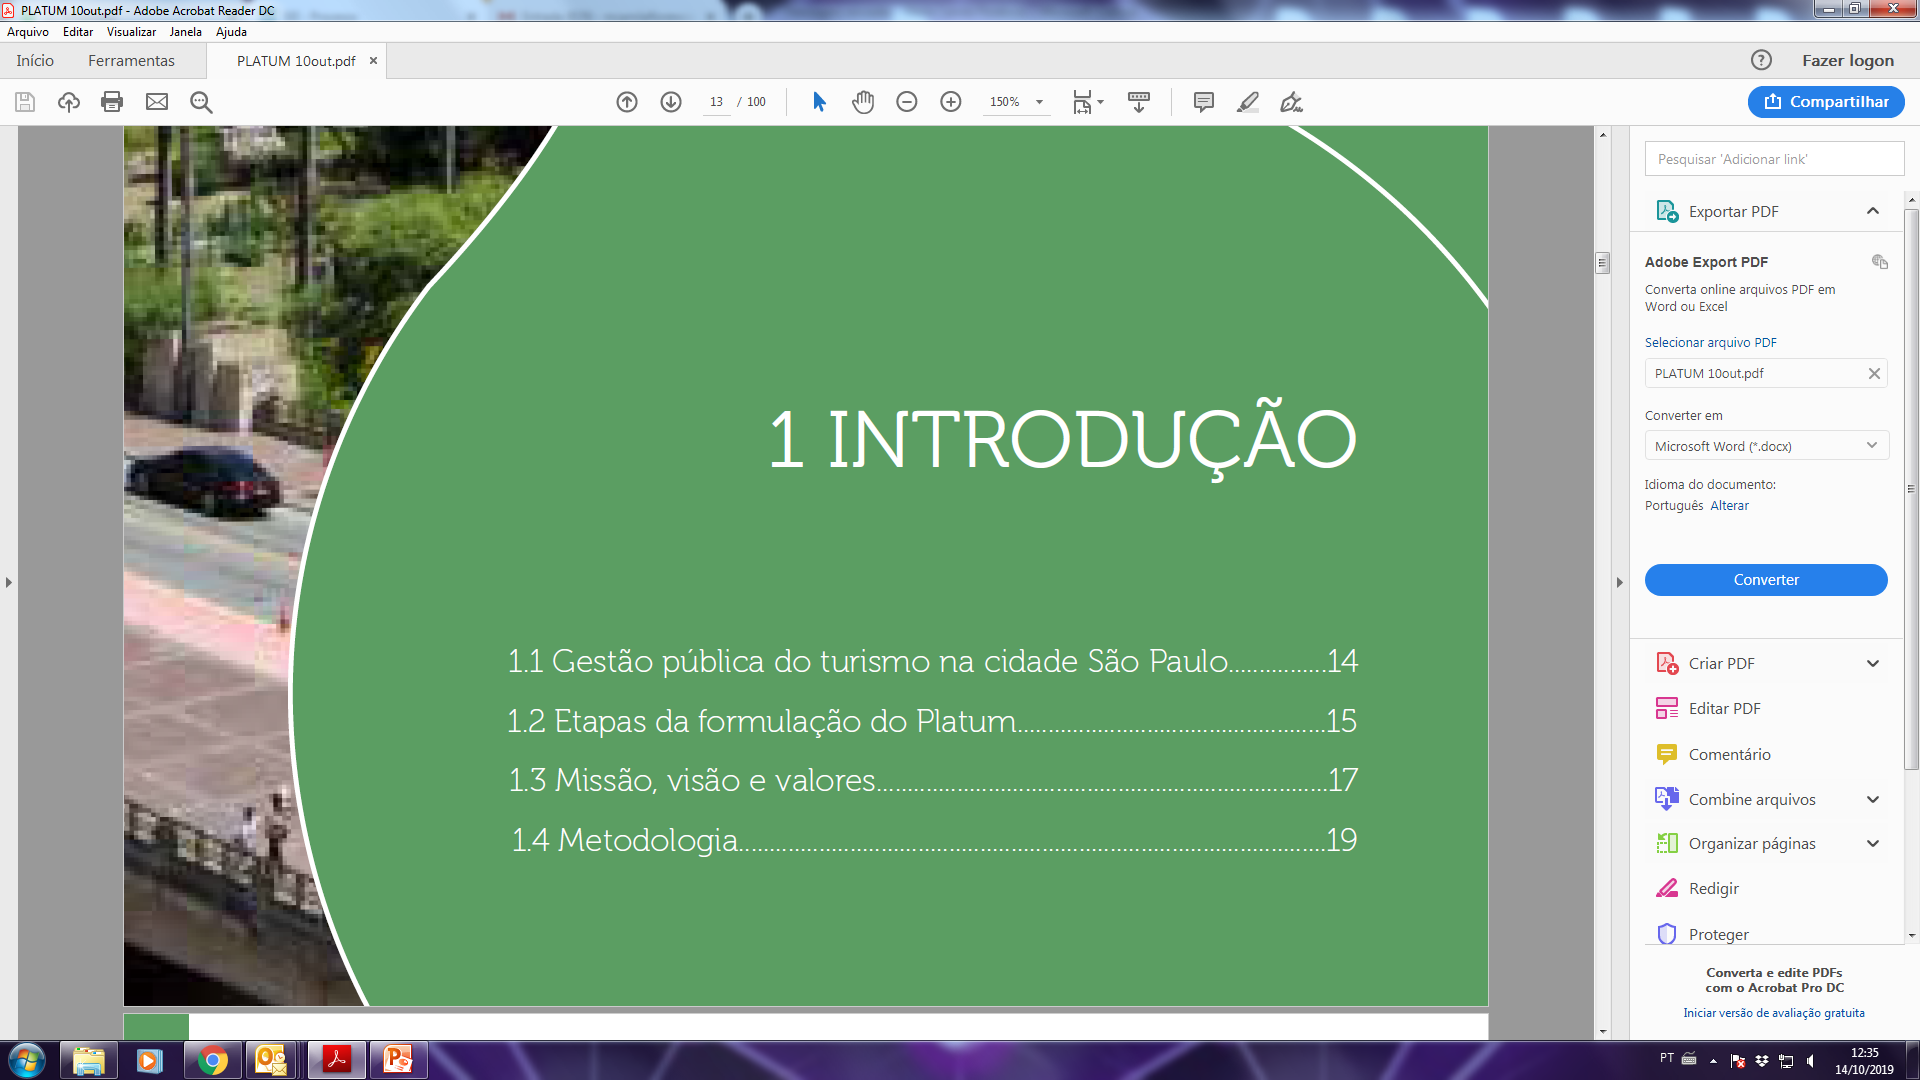 PLATUM 10out.pdf - Adobe Acrobat Reader DC
Arquivo Editar Visualizar Janela Ajuda
Início Ferramentas PLATUM 10out.pdf ×
? Fazer logon
13 / 100 150% Compartilhar
1 INTRODUÇÃO
1.1 Gestão pública do turismo na cidade São Paulo................14
1.2 Etapas da formulação do Platum..................................................15
1.3 Missão, visão e valores.........................................................................17
1.4 Metodologia...............................................................................................19
Pesquisar 'Adicionar link'
Exportar PDF
Adobe Export PDF
Converta online arquivos PDF em
Word ou Excel
Selecionar arquivo PDF
PLATUM 10out.pdf
Converter em
Microsoft Word (*.docx)
Idioma do documento:
Português Alterar
Converter
Criar PDF
Editar PDF
Comentário
Combine arquivos
Organizar páginas
Redigir
Proteger
Converta e edite PDFs
com o Acrobat Pro DC
Iniciar versão de avaliação gratuita
PT
12:35
14/10/2019